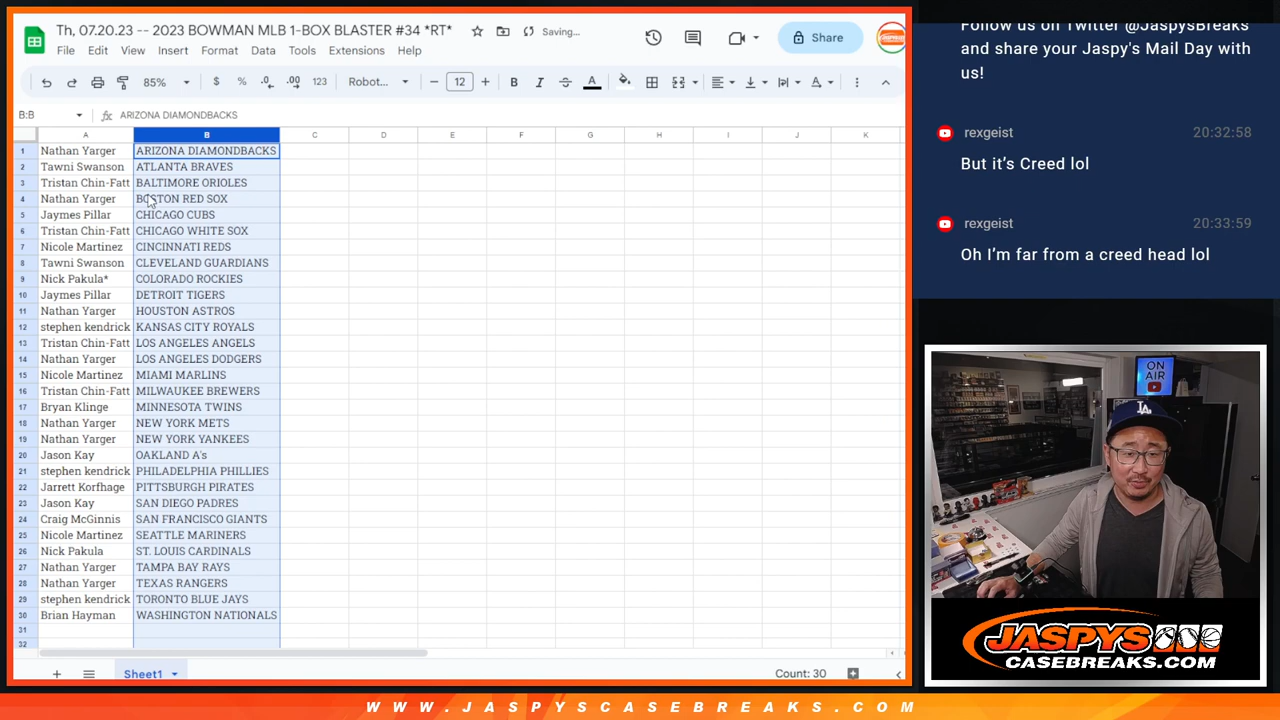 Th, 07.20.23 -- 2023 BOWMAN MLB 1-BOX BLASTER #34 *RT*
Saving...
File Edit View Insert Format Data Tools Extensions Help
Share
85% $ % .0 .00 123 Robot... − 12 + B I A
B:B fx ARIZONA DIAMONDBACKS
A B C D E F G H I J K
1 Nathan Yarger ARIZONA DIAMONDBACKS
2 Tawni Swanson ATLANTA BRAVES
3 Tristan Chin-Fatt BALTIMORE ORIOLES
4 Nathan Yarger BOSTON RED SOX
5 Jaymes Pillar CHICAGO CUBS
6 Tristan Chin-Fatt CHICAGO WHITE SOX
7 Nicole Martinez CINCINNATI REDS
8 Tawni Swanson CLEVELAND GUARDIANS
9 Nick Pakula* COLORADO ROCKIES
10 Jaymes Pillar DETROIT TIGERS
11 Nathan Yarger HOUSTON ASTROS
12 stephen kendrick KANSAS CITY ROYALS
13 Tristan Chin-Fatt LOS ANGELES ANGELS
14 Nathan Yarger LOS ANGELES DODGERS
15 Nicole Martinez MIAMI MARLINS
16 Tristan Chin-Fatt MILWAUKEE BREWERS
17 Bryan Klinge MINNESOTA TWINS
18 Nathan Yarger NEW YORK METS
19 Nathan Yarger NEW YORK YANKEES
20 Jason Kay OAKLAND A's
21 stephen kendrick PHILADELPHIA PHILLIES
22 Jarrett Korfhage PITTSBURGH PIRATES
23 Jason Kay SAN DIEGO PADRES
24 Craig McGinnis SAN FRANCISCO GIANTS
25 Nicole Martinez SEATTLE MARINERS
26 Nick Pakula ST. LOUIS CARDINALS
27 Nathan Yarger TAMPA BAY RAYS
28 Nathan Yarger TEXAS RANGERS
29 stephen kendrick TORONTO BLUE JAYS
30 Brian Hayman WASHINGTON NATIONALS
31
32
Sheet1
Count: 30
Follow us on Twitter @JaspysBreaks
and share your Jaspy's Mail Day with
us!
rexgeist 20:32:58
But it's Creed lol
rexgeist 20:33:59
Oh I'm far from a creed head lol
ON
AIR
LA
JASPYS
CASEBREAKS.COM
WWW.JASPYSCASEBREAKS.COM